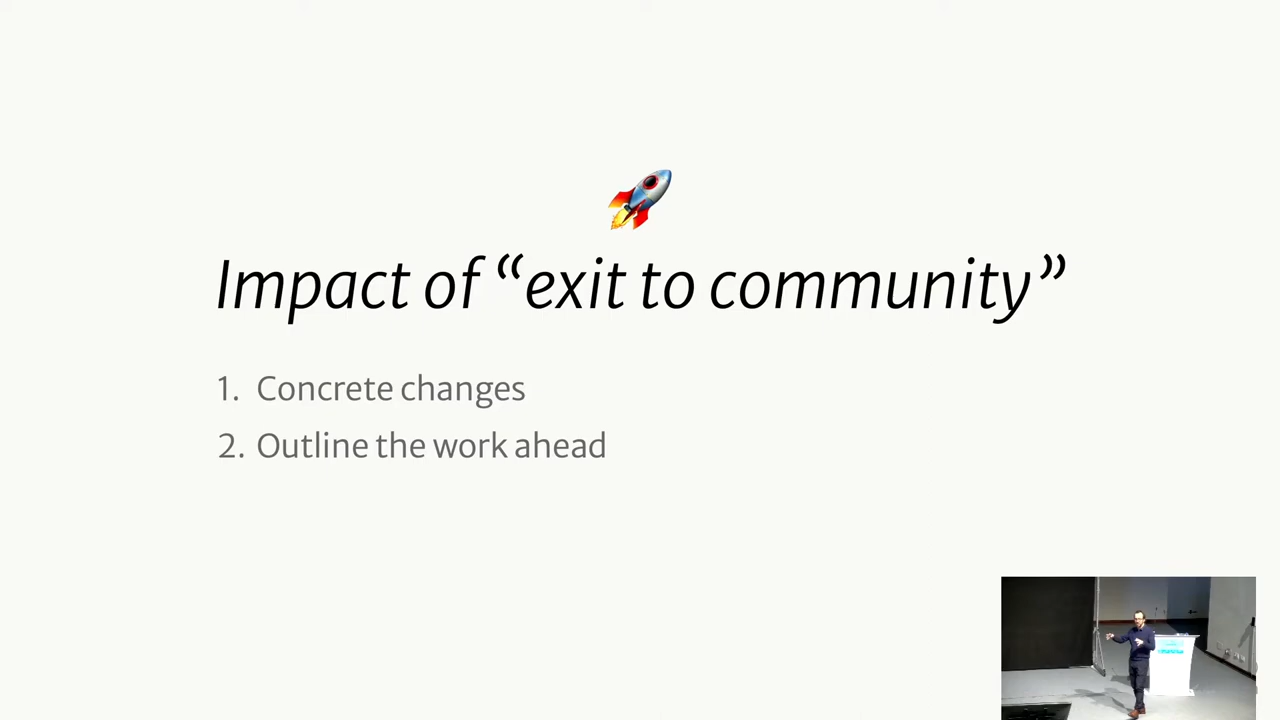 Impact of “exit to community”
1. Concrete changes
2. Outline the work ahead